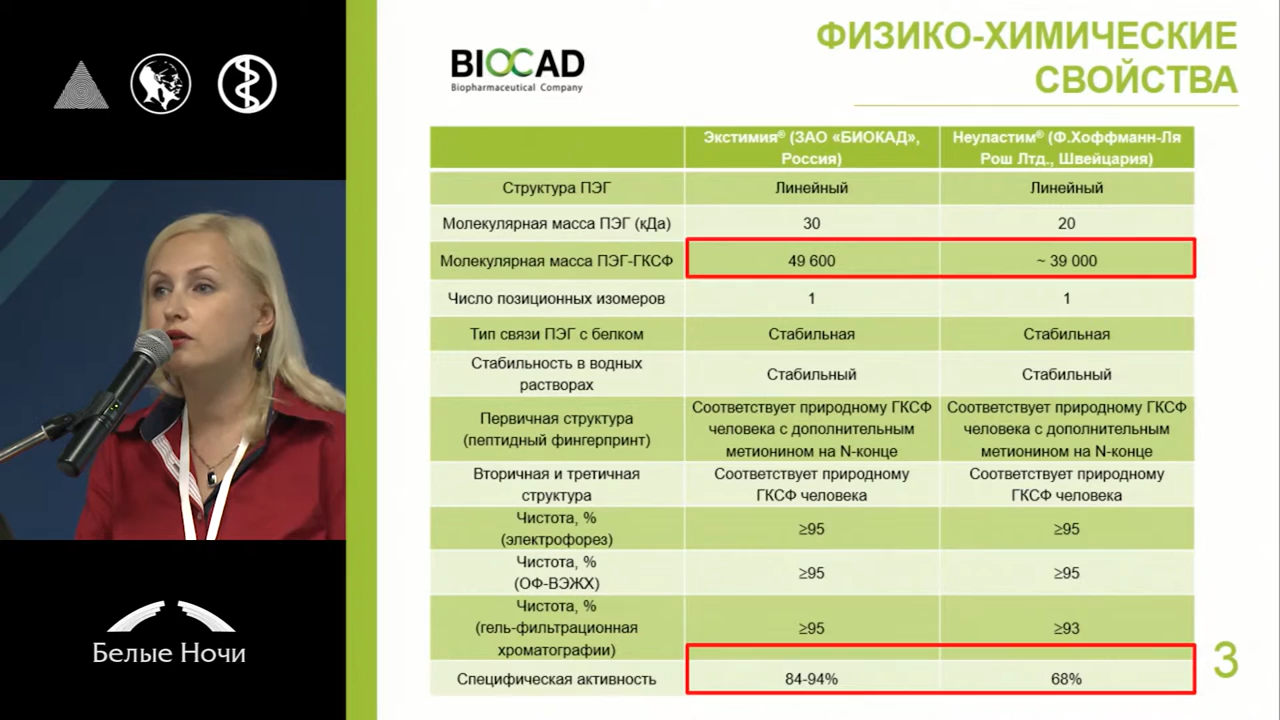 BIOCAD
Biopharmaceutical Company
ФИЗИКО-ХИМИЧЕСКИЕ
СВОЙСТВА
Экстимия® (ЗАО «БИОКАД»,
Россия)
Неуластим® (Ф.Хоффманн-Ля
Рош Лтд., Швейцария)
Структура ПЭГ
Линейный
Линейный
Молекулярная масса ПЭГ (кДа)
30
20
Молекулярная масса ПЭГ-ГКСФ
49 600
~ 39 000
Число позиционных изомеров
1
1
Тип связи ПЭГ с белком
Стабильная
Стабильная
Стабильность в водных
растворах
Стабильный
Стабильный
Первичная структура
(пептидный фингерпринт)
Соответствует природному ГКСФ
человека с дополнительным
метионином на N-конце
Соответствует природному ГКСФ
человека с дополнительным
метионином на N-конце
Вторичная и третичная
структура
Соответствует природному
ГКСФ человека
Соответствует природному
ГКСФ человека
Чистота, %
(электрофорез)
≥95
≥95
Чистота, %
(ОФ-ВЭЖХ)
≥95
≥95
Чистота, %
(гель-фильтрационная
хроматографии)
≥95
≥93
Специфическая активность
84-94%
68%
3
Белые Ночи